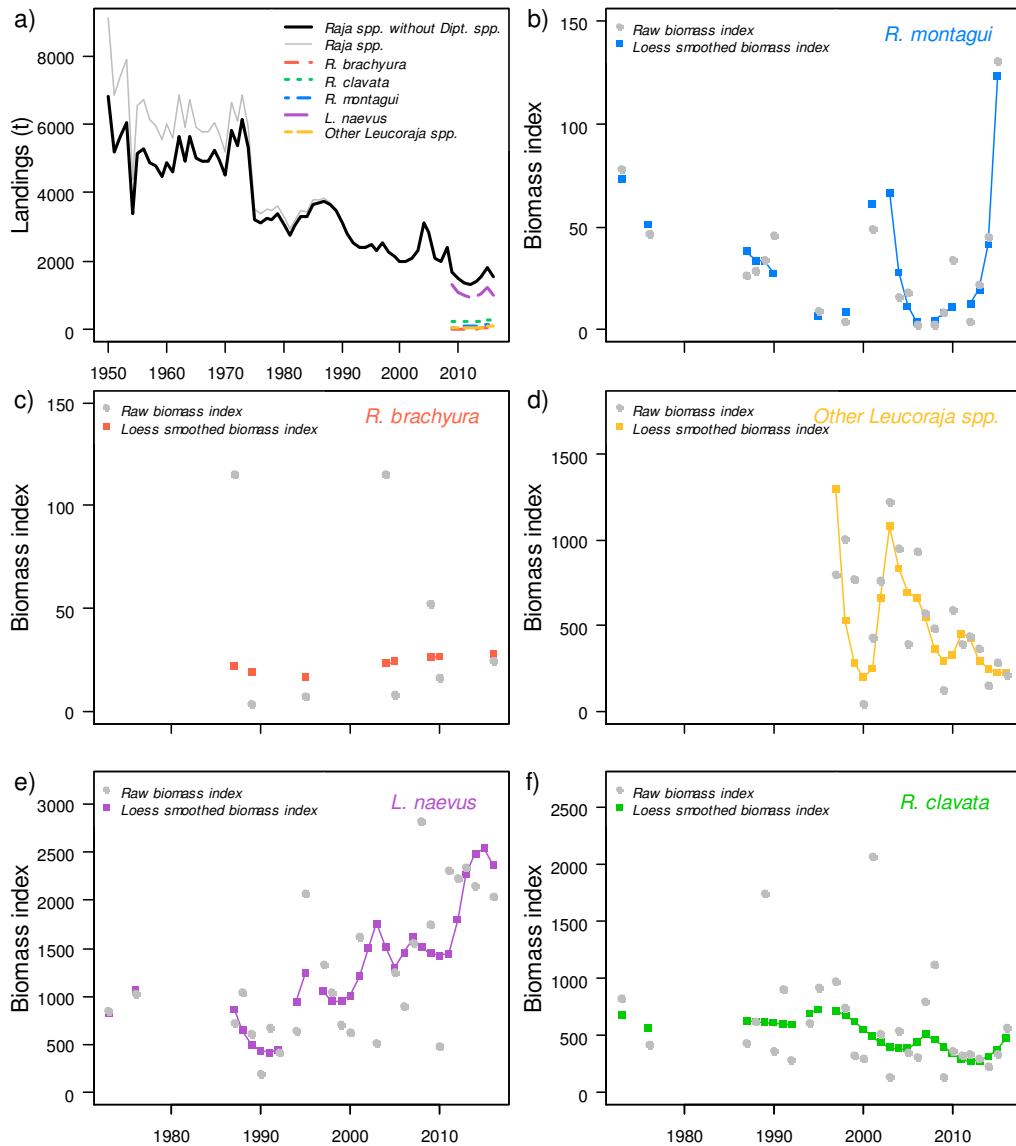 a)
Landings (t)
8000
6000
4000
2000
0
1950 1960 1970 1980 1990 2000 2010
Raja spp. without Dipt. spp.
Raja spp.
R. brachyura
R. clavata
R. montagui
L. naevus
Other Leucoraja spp.
b)
Biomass index
150
100
50
0
Raw biomass index
Loess smoothed biomass index
R. montagui
c)
Biomass index
150
100
50
0
Raw biomass index
Loess smoothed biomass index
R. brachyura
1980 1990 2000 2010
d)
Biomass index
1500
1000
500
0
Raw biomass index
Loess smoothed biomass index
Other Leucoraja spp.
e)
Biomass index
3000
2500
2000
1500
1000
500
0
Raw biomass index
Loess smoothed biomass index
L. naevus
1980 1990 2000 2010
f)
Biomass index
2500
2000
1500
1000
500
0
Raw biomass index
Loess smoothed biomass index
R. clavata
1980 1990 2000 2010